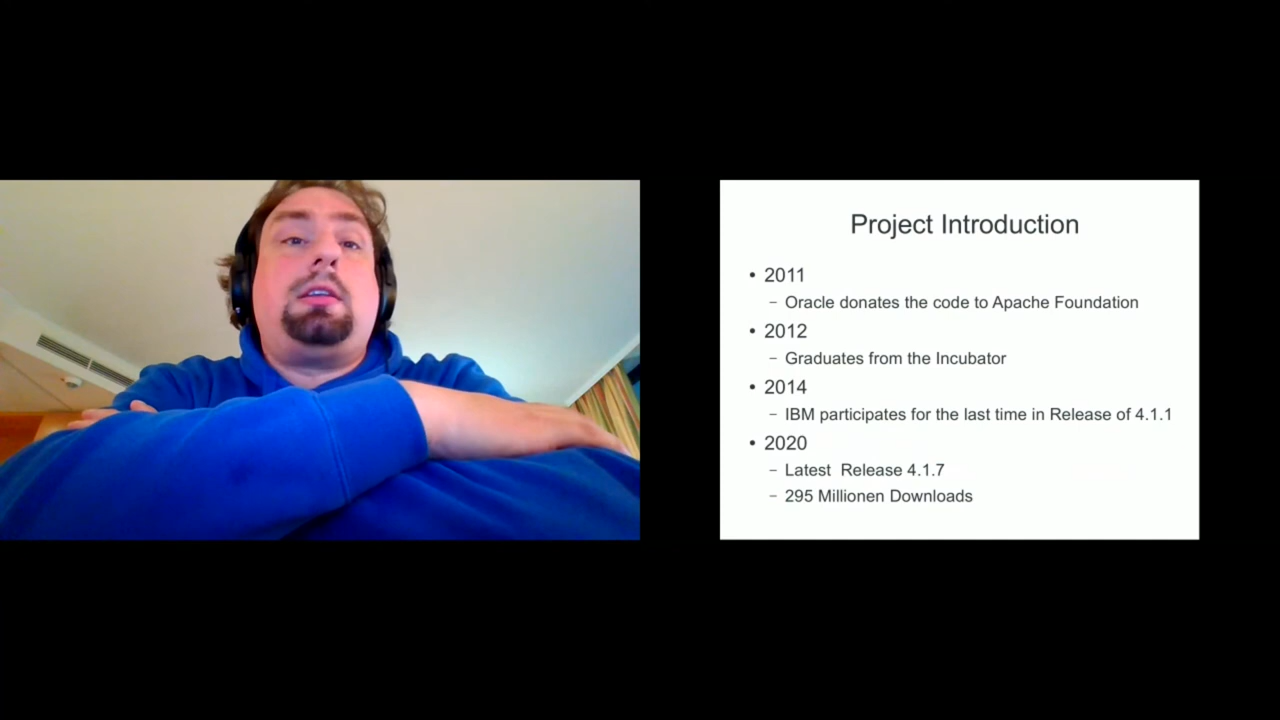 Project Introduction
• 2011
– Oracle donates the code to Apache Foundation
• 2012
– Graduates from the Incubator
• 2014
– IBM participates for the last time in Release of 4.1.1
• 2020
– Latest  Release 4.1.7
– 295 Millionen Downloads